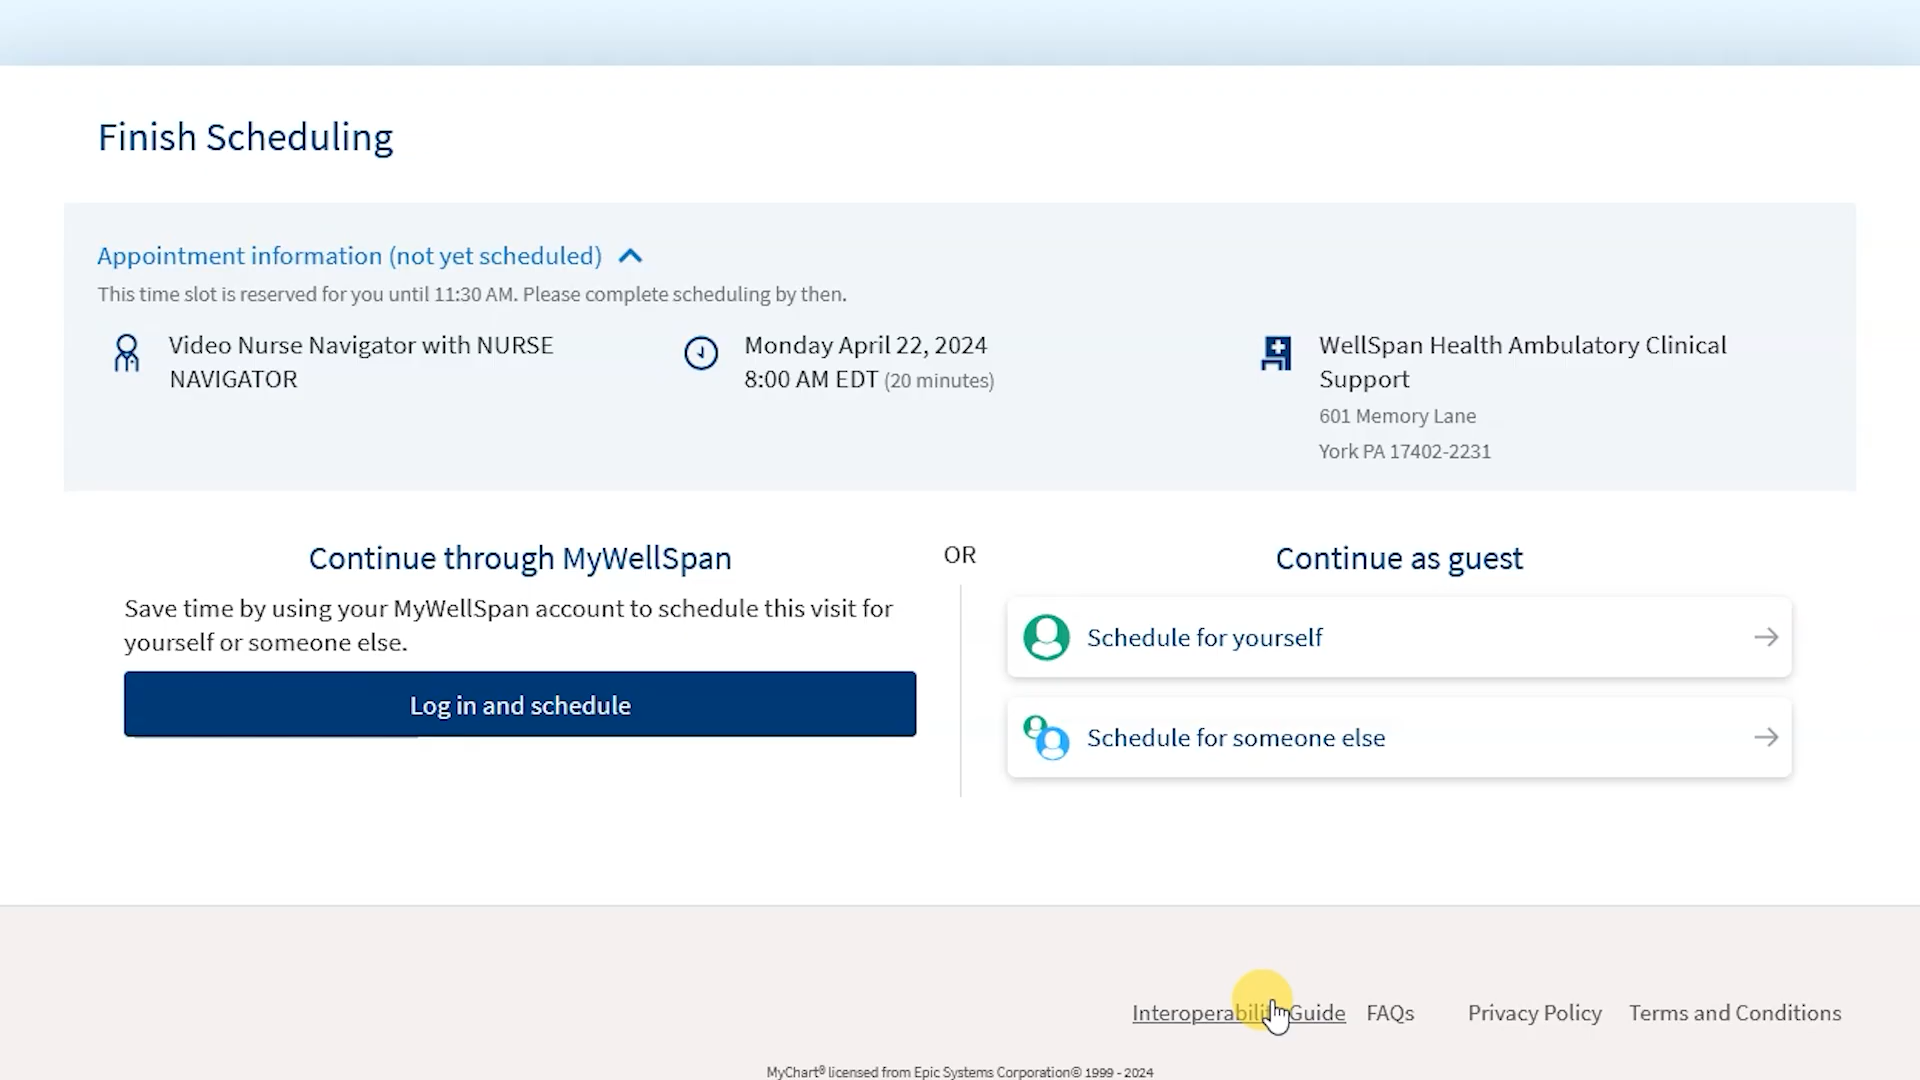 Finish Scheduling
Appointment information (not yet scheduled)
This time slot is reserved for you until 11:30 AM. Please complete scheduling by then.
Video Nurse Navigator with NURSE
NAVIGATOR
Monday April 22, 2024
8:00 AM EDT (20 minutes)
WellSpan Health Ambulatory Clinical
Support
601 Memory Lane
York PA 17402-2231
Continue through MyWellSpan
Save time by using your MyWellSpan account to schedule this visit for
yourself or someone else.
Log in and schedule
OR
Continue as guest
Schedule for yourself
Schedule for someone else
Interoperability Guide
FAQs
Privacy Policy
Terms and Conditions
MyChart® licensed from Epic Systems Corporation© 1999 - 2024